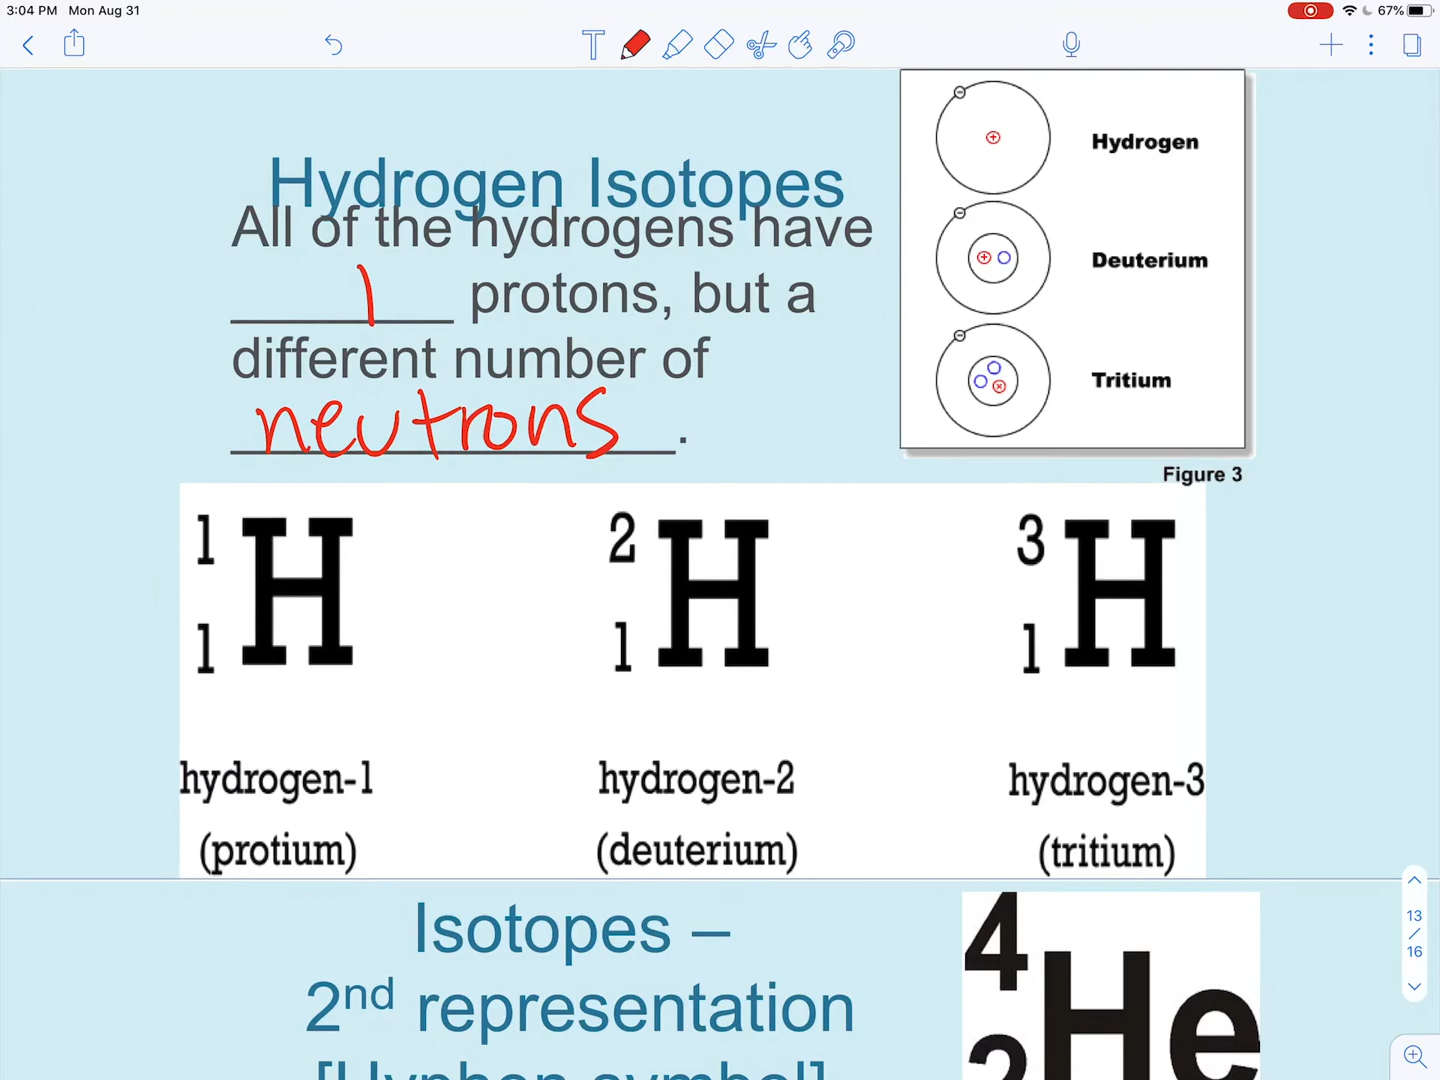 3:04 PM Mon Aug 31
67%
Hydrogen Isotopes
All of the hydrogens have
1 protons, but a
different number of
neutrons.
Hydrogen
Deuterium
Tritium
Figure 3
1 H
1
2 H
1
3 H
1
hydrogen-1
(protium)
hydrogen-2
(deuterium)
hydrogen-3
(tritium)
Isotopes –
2nd representation
[Hyphen symbol]
4 He
2
13
/
16